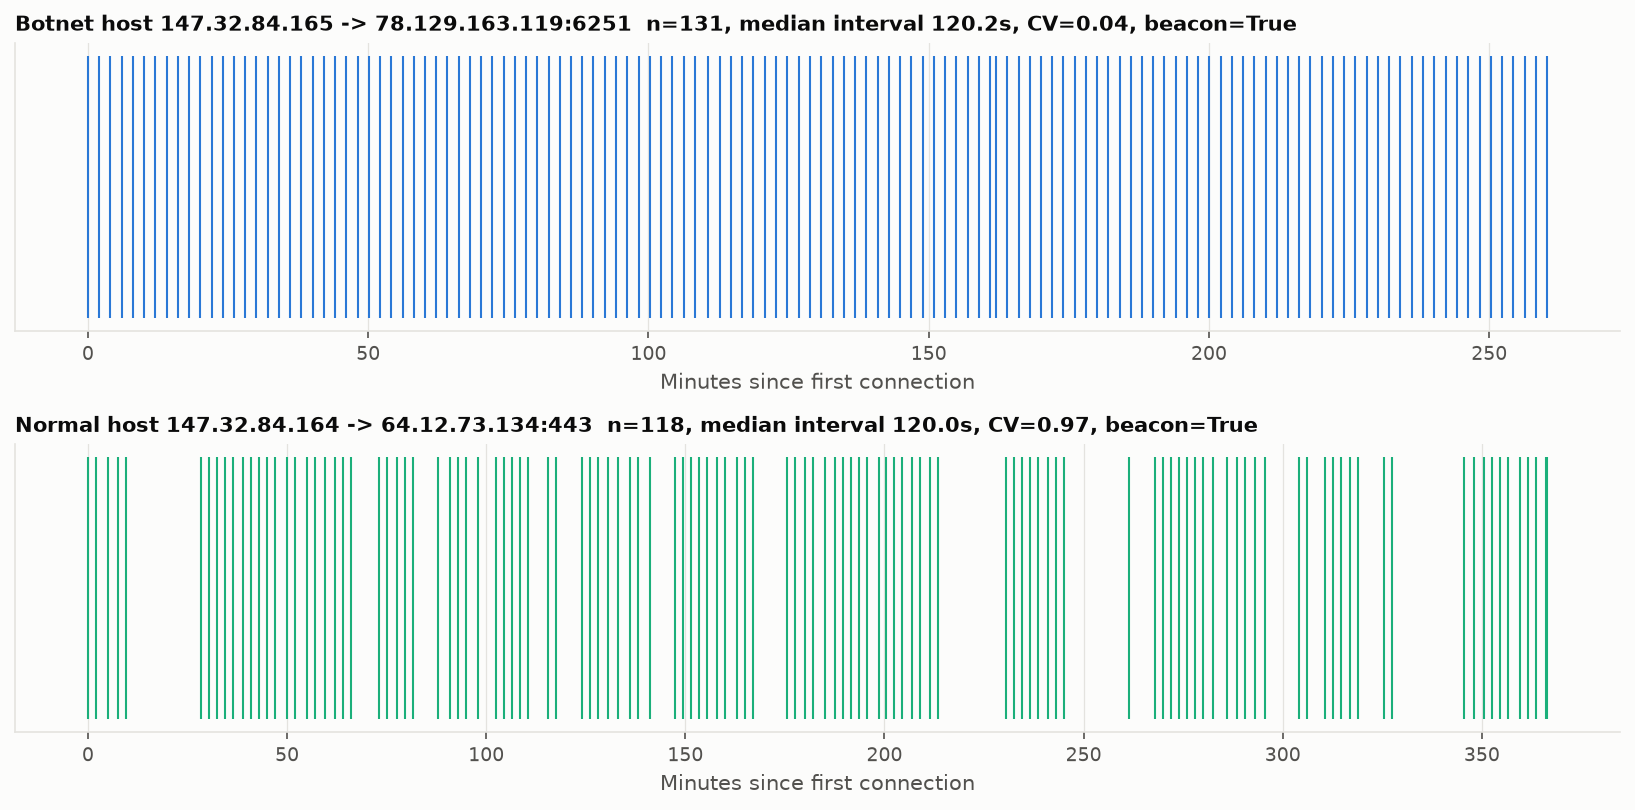 Botnet host 147.32.84.165 -> 78.129.163.119:6251  n=131, median interval 120.2s, CV=0.04, beacon=True
0 50 100 150 200 250
Minutes since first connection
Normal host 147.32.84.164 -> 64.12.73.134:443  n=118, median interval 120.0s, CV=0.97, beacon=True
0 50 100 150 200 250 300 350
Minutes since first connection